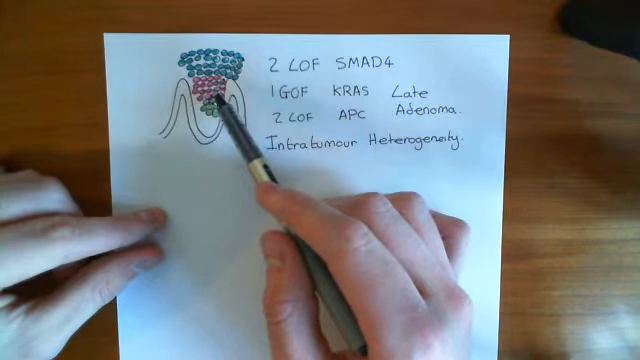 2 LOF SMAD4
1 GOF KRAS Late
2 LOF APC Adenoma.
Intratumour Heterogeneity.